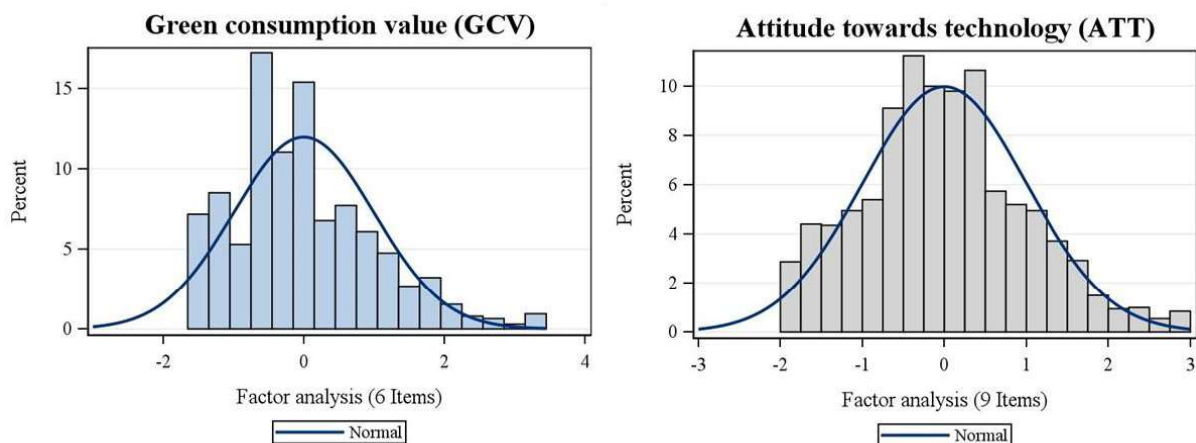 Green consumption value (GCV)
Percent
15
10
5
0
-2
0
2
4
Factor analysis (6 Items)
Normal
Attitude towards technology (ATT)
Percent
10
8
6
4
2
0
-3
-2
-1
0
1
2
3
Factor analysis (9 Items)
Normal